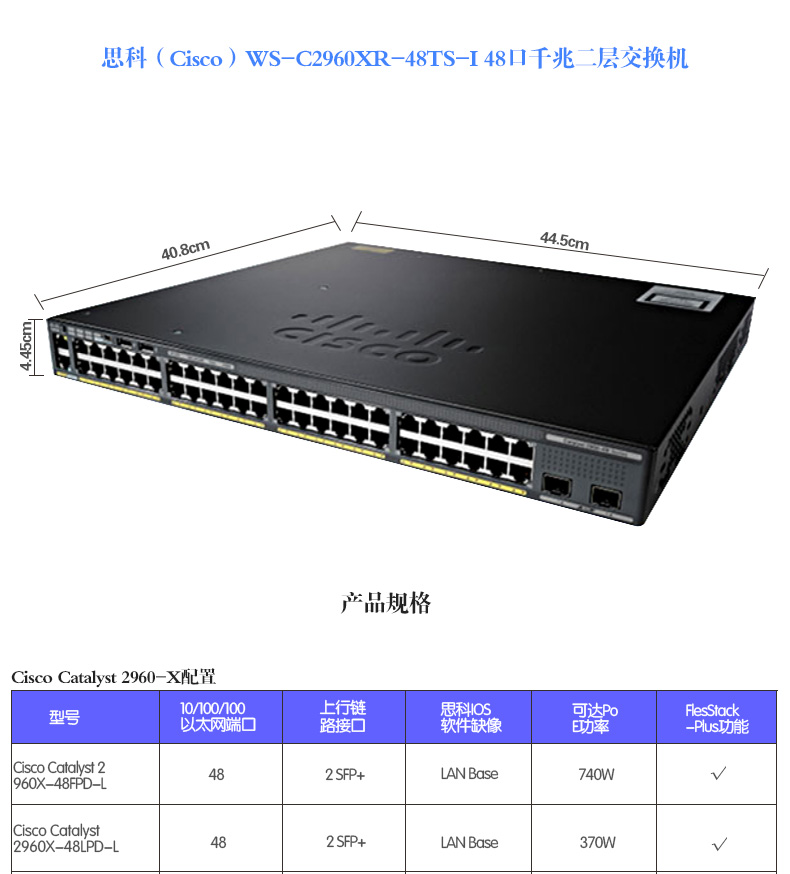 思科（Cisco）WS-C2960XR-48TS-I 48口千兆二层交换机
40.8cm
44.5cm
4.45cm
CISCO
产品规格
Cisco Catalyst 2960-X配置
型号
10/100/100
以太网端口
上行链
路接口
思科IOS
软件缺像
可达Po
E功率
FlesStack
-Plus功能
Cisco Catalyst 2
960X-48FPD-L
48
2 SFP+
LAN Base
740W
√
Cisco Catalyst
2960X-48LPD-L
48
2 SFP+
LAN Base
370W
√